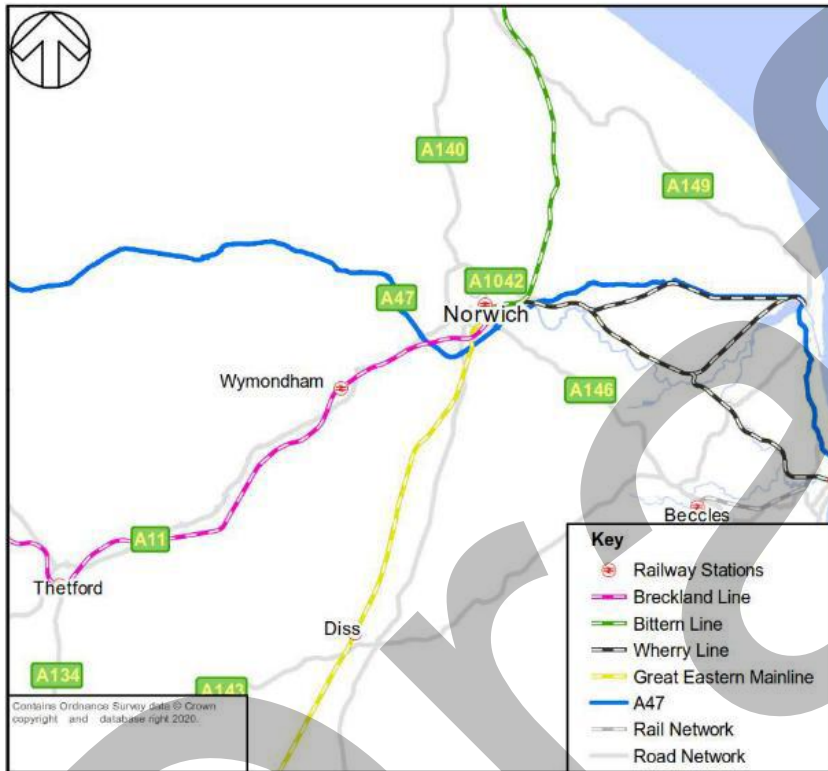 A140
A149
A1042
A47
Norwich
Wymondham
A146
Beccles
A11
Thetford
Diss
A134
A143
Contains Ordnance Survey data © Crown
copyright and database right 2020.
Key
Railway Stations
Breckland Line
Bittern Line
Wherry Line
Great Eastern Mainline
A47
Rail Network
Road Network